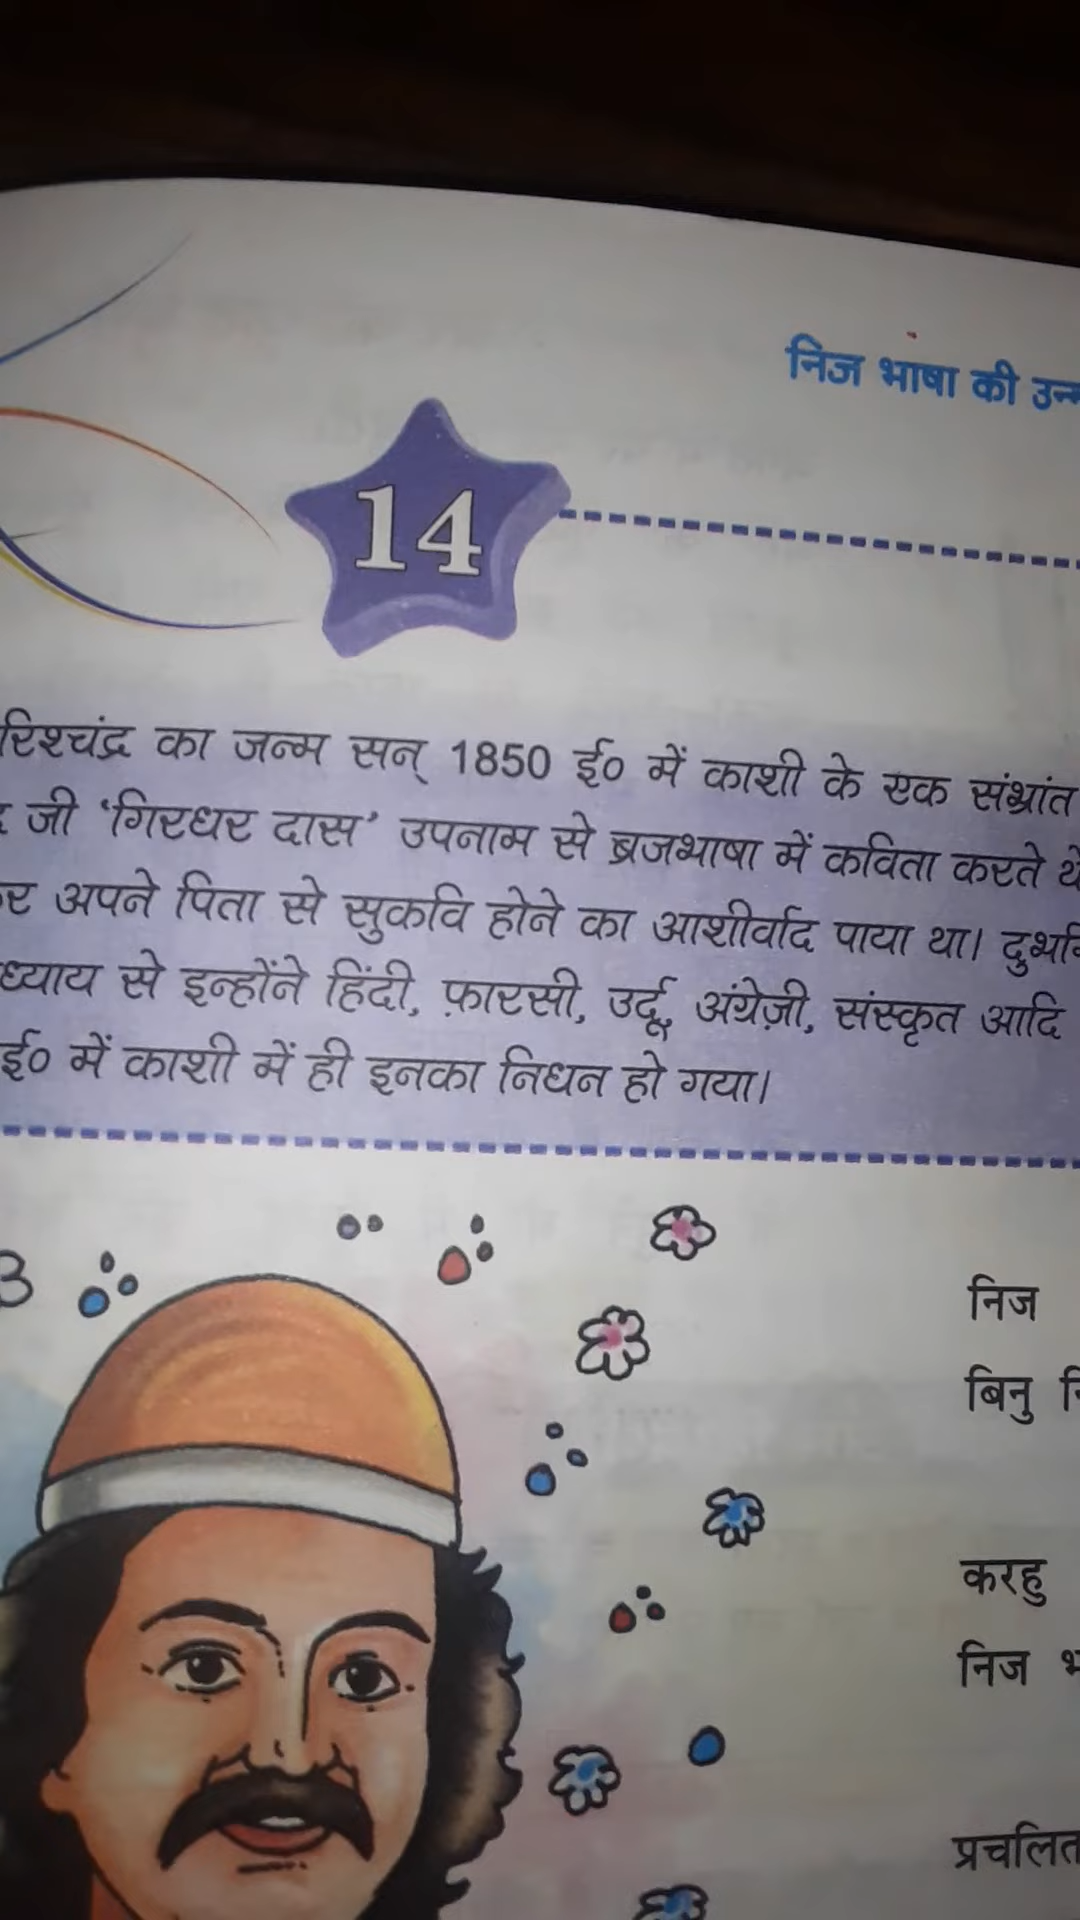 निज भाषा की
14
का जन्म सन् 1850 ई० में काशी के एक संभ्रांत
जी ‘गिरधर दास’ उपनाम से ब्रजभाषा में कविता करते
अपने पिता से सुकवि होने का आशीर्वाद पाया था।
से इन्होंने हिंदी, फ़ारसी, उर्दू, अंग्रेज़ी, संस्कृत आदि
ई० में काशी में ही इनका निधन हो गया।
निज
बिनु
करहु
निज